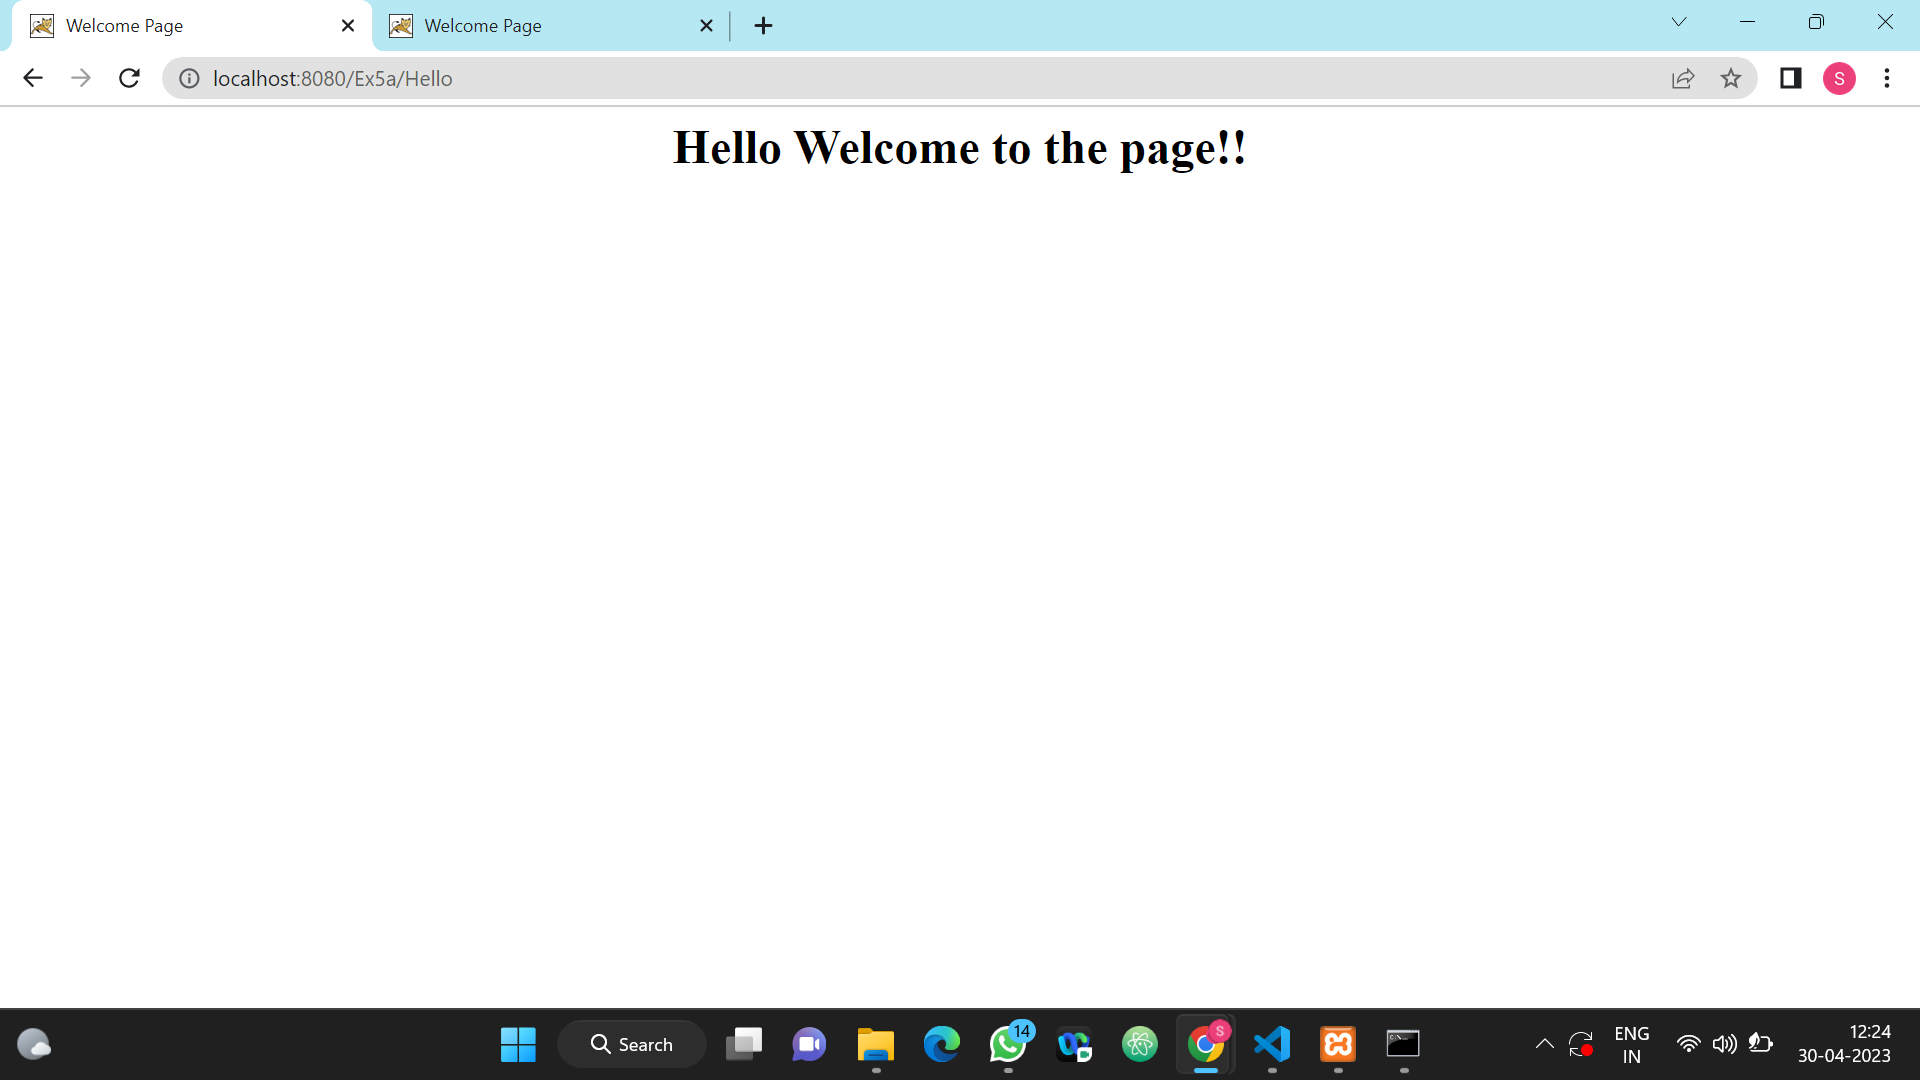 Welcome Page
Welcome Page
localhost:8080/Ex5a/Hello
S
Hello Welcome to the page!!
Search
14
S
ENG
IN
12:24
30-04-2023